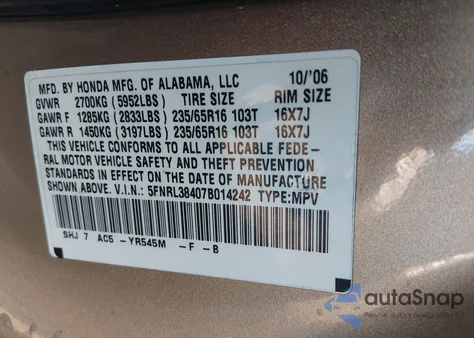 MFD. BY HONDA MFG. OF ALABAMA, LLC 10/'06
GVWR 2700KG (5952LBS) TIRE SIZE RIM SIZE
GAWR F 1285KG (2833LBS) 235/65R16 103T 16X7J
GAWR R 1450KG (3197LBS) 235/65R16 103T 16X7J
THIS VEHICLE CONFORMS TO ALL APPLICABLE FEDE-
RAL MOTOR VEHICLE SAFETY AND THEFT PREVENTION
STANDARDS IN EFFECT ON THE DATE OF MANUFACTURE
SHOWN ABOVE. V.I.N.: 5FNRL38407B014242 TYPE:MPV
SHJ 7 AC5 -YR545M -F-B
autaSnap
Pewne auta z aukcji